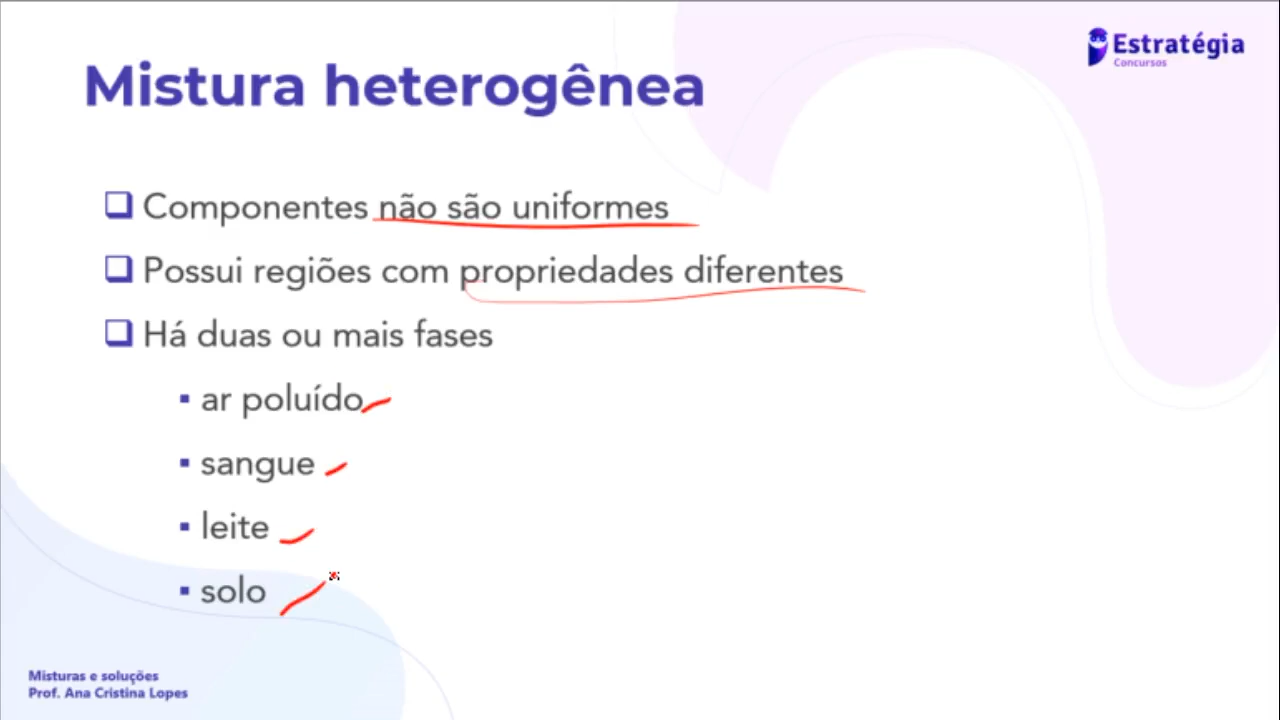 Estratégia
Concursos
Mistura heterogênea
Componentes não são uniformes
Possui regiões com propriedades diferentes
Há duas ou mais fases
ar poluído
sangue
leite
solo
Misturas e soluções
Prof. Ana Cristina Lopes